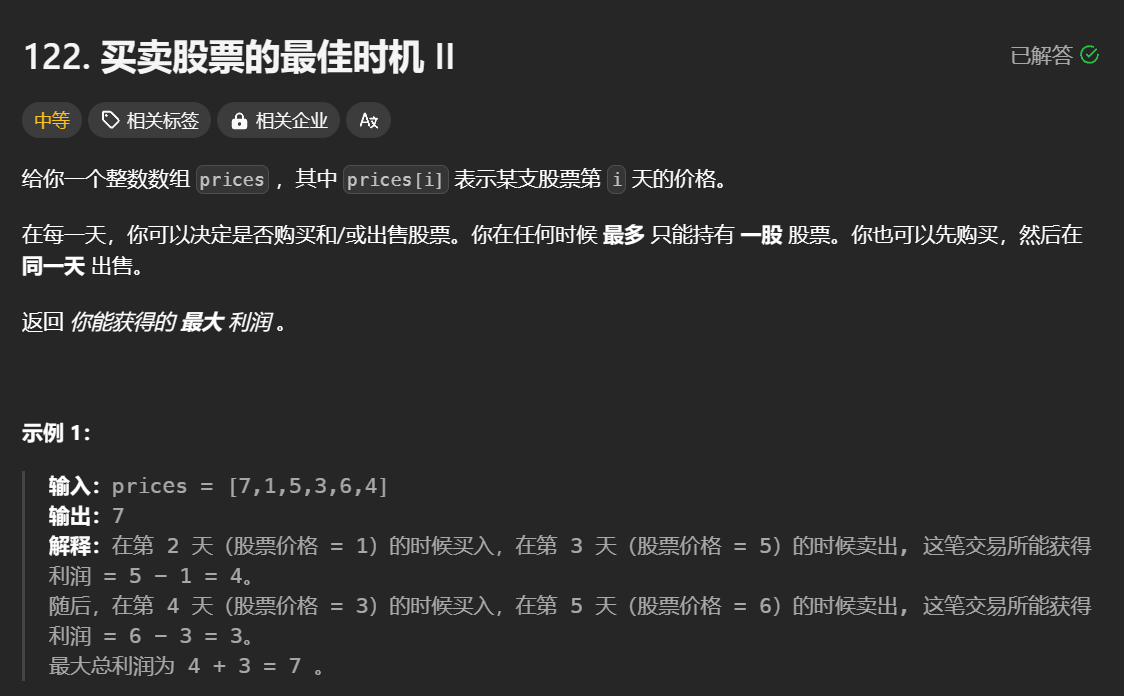 122. 买卖股票的最佳时机 II
已解答
中等 相关标签 相关企业 Aあ
给你一个整数数组 prices ，其中 prices[i] 表示某支股票第 i 天的价格。
在每一天，你可以决定是否购买和/或出售股票。你在任何时候 最多 只能持有 一股 股票。你也可以先购买，然后在
同一天 出售。
返回 你能获得的 最大 利润 。
示例 1：
输入：prices = [7,1,5,3,6,4]
输出：7
解释：在第 2 天（股票价格 = 1）的时候买入，在第 3 天（股票价格 = 5）的时候卖出, 这笔交易所能获得
利润 = 5 - 1 = 4。
随后，在第 4 天（股票价格 = 3）的时候买入，在第 5 天（股票价格 = 6）的时候卖出, 这笔交易所能获得
利润 = 6 - 3 = 3。
最大总利润为 4 + 3 = 7 。